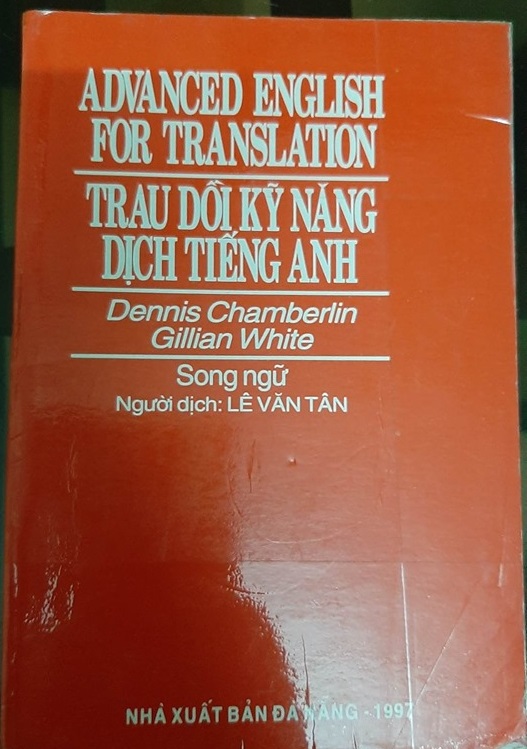 ADVANCED ENGLISH
FOR TRANSLATION
TRAU DỒI KỸ NĂNG
DỊCH TIẾNG ANH
Dennis Chamberlin
Gillian White
Song ngữ
Người dịch: LÊ VĂN TÂN
NHÀ XUẤT BẢN ĐÀ NẴNG - 1997